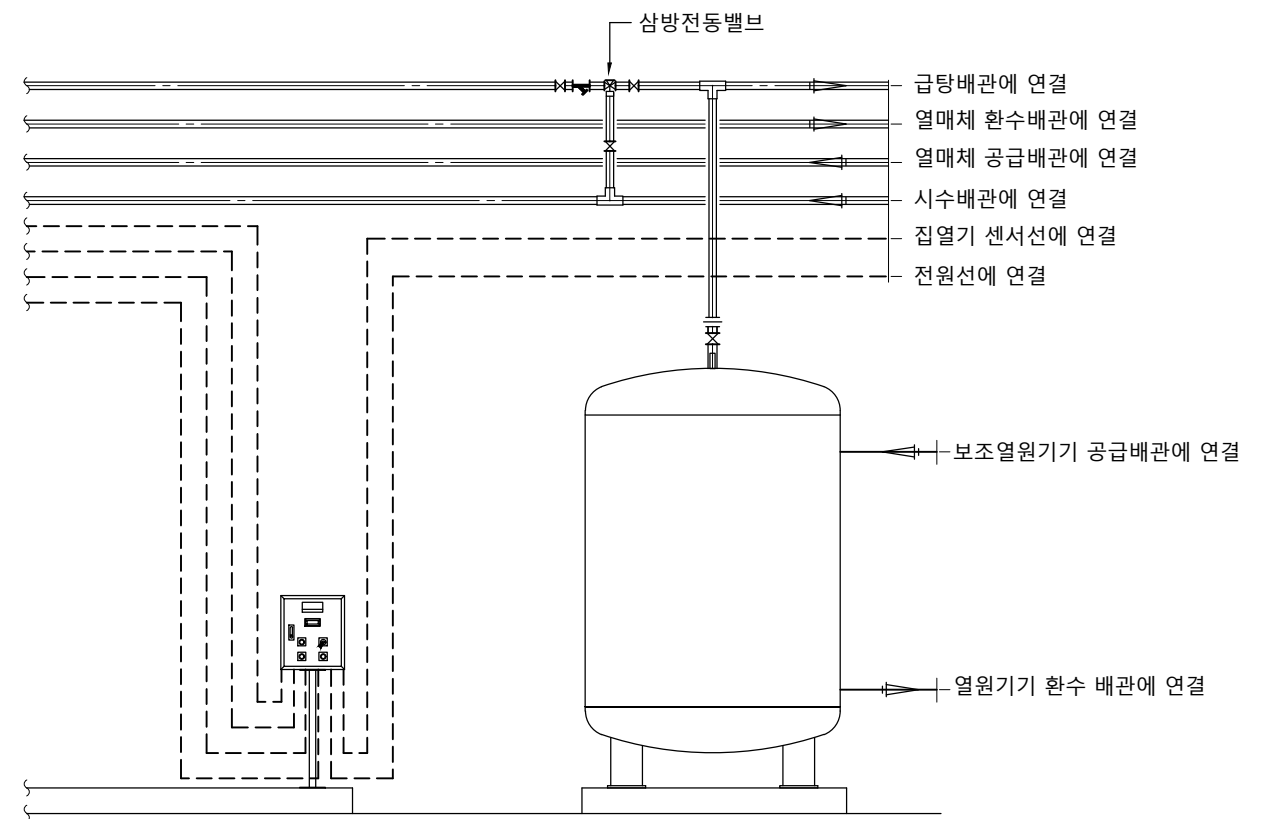 삼방전동밸브
급탕배관에 연결
열매체 환수배관에 연결
열매체 공급배관에 연결
시수배관에 연결
집열기 센서선에 연결
전원선에 연결
보조열원기기 공급배관에 연결
열원기기 환수 배관에 연결